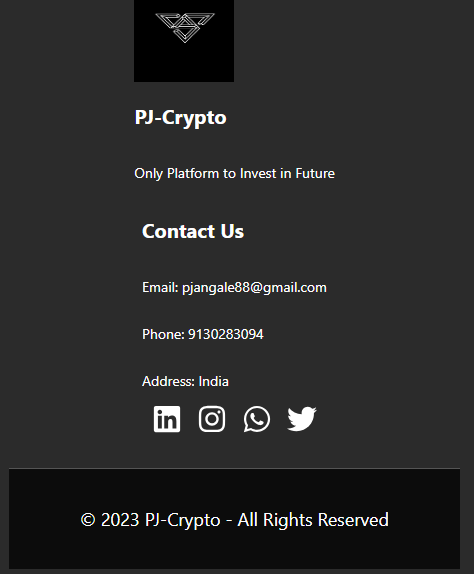 PJ-Crypto
Only Platform to Invest in Future
Contact Us
Email: pjangale88@gmail.com
Phone: 9130283094
Address: India
in
© 2023 PJ-Crypto - All Rights Reserved